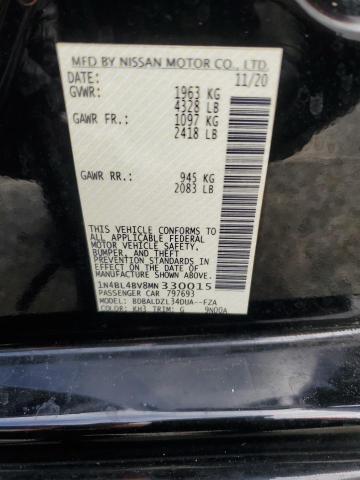 MFD BY NISSAN MOTOR CO., LTD.
DATE: 11/20
GVWR: 1963 KG
4328 LB
GAWR FR.: 1097 KG
2418 LB
GAWR RR.: 945 KG
2083 LB
THIS VEHICLE CONFORMS TO ALL
APPLICABLE FEDERAL MOTOR VEHICLE SAFETY,
BUMPER, AND THEFT
PREVENTION STANDARDS IN EFFECT ON THE DATE OF
MANUFACTURE SHOWN ABOVE.
1N4BL4BV8MN330015
PASSENGER CAR 797693
MODEL: BDBALDZL34DUA--FZA
COLOR: KH3 TRIM: G 9N00A